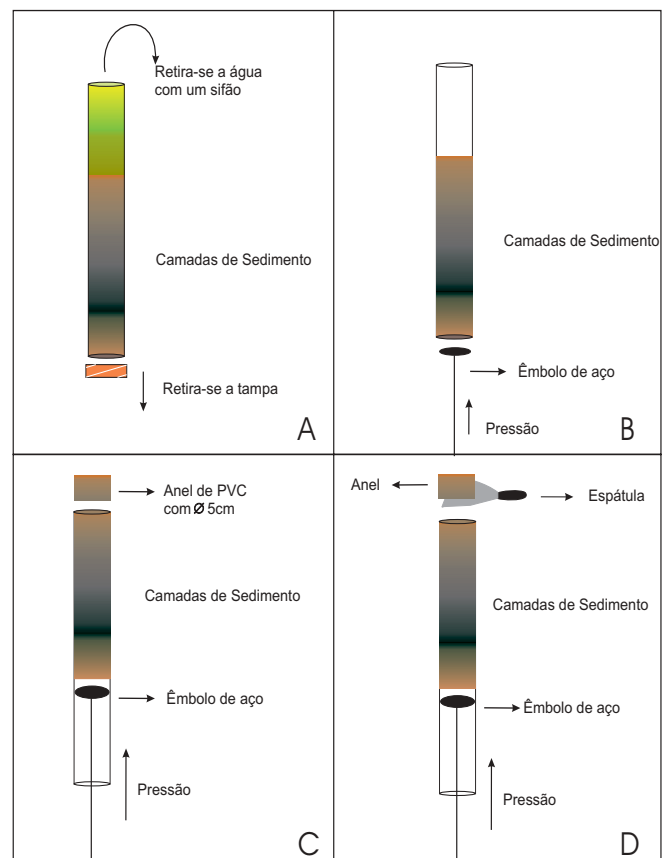 Retira-se a água
com um sifão
Camadas de Sedimento
Retira-se a tampa
A
Camadas de Sedimento
Êmbolo de aço
Pressão
B
Anel de PVC
com Ø 5cm
Camadas de Sedimento
Êmbolo de aço
Pressão
C
Anel
Espátula
Camadas de Sedimento
Êmbolo de aço
Pressão
D